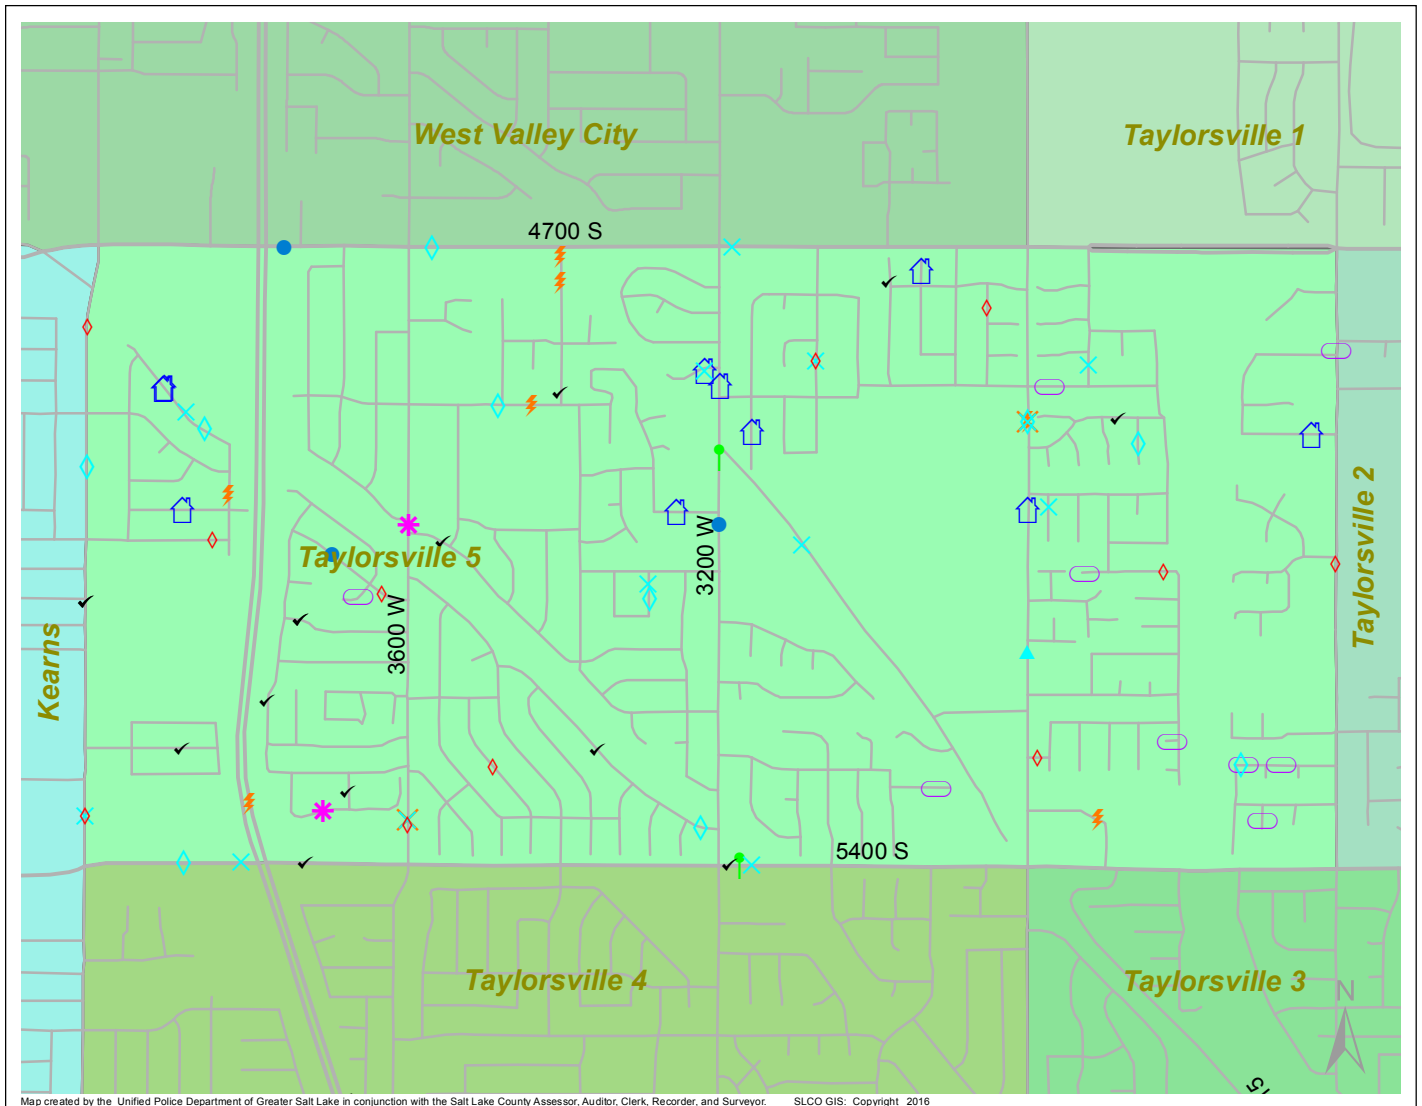 West Valley City
Taylorsville 1
4700 S
Taylorsville 2
3200 W
Taylorsville 5
3600 W
Kearns
5400 S
Taylorsville 4
Taylorsville 3
N
15
Map created by the Unified Police Department of Greater Salt Lake in conjunction with the Salt Lake County Assessor, Auditor, Clerk, Recorder, and Surveyor. SLCO GIS: Copyright 2016